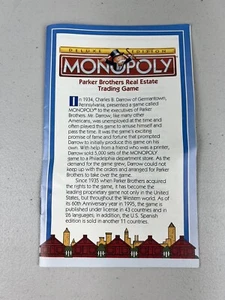 DELUXE EDITION
MONOPOLY
Parker Brothers Real Estate
Trading Game
In 1934, Charles B. Darrow of Germantown,
Pennsylvania, presented a game called
MONOPOLY® to the executives of Parker
Brothers. Mr. Darrow, like many other
Americans, was unemployed at the time and
often played this game to amuse himself and
pass the time. It was the game's exciting
promise of fame and fortune that prompted
Darrow to initially produce this game on his
own. With help from a friend who was a printer,
Darrow sold 5,000 sets of the MONOPOLY
game to a Philadelphia department store. As the
demand for the game grew, Darrow could not
keep up with the orders and arranged for Parker
Brothers to take over the game.
Since 1935 when Parker Brothers acquired
the rights to the game, it has become the
leading proprietary game not only in the United
States, but throughout the Western world. As of
its 60th Anniversary year in 1995, the game is
published under license in 43 countries and in
26 languages; in addition, the U.S. Spanish
edition is sold in another 11 countries.